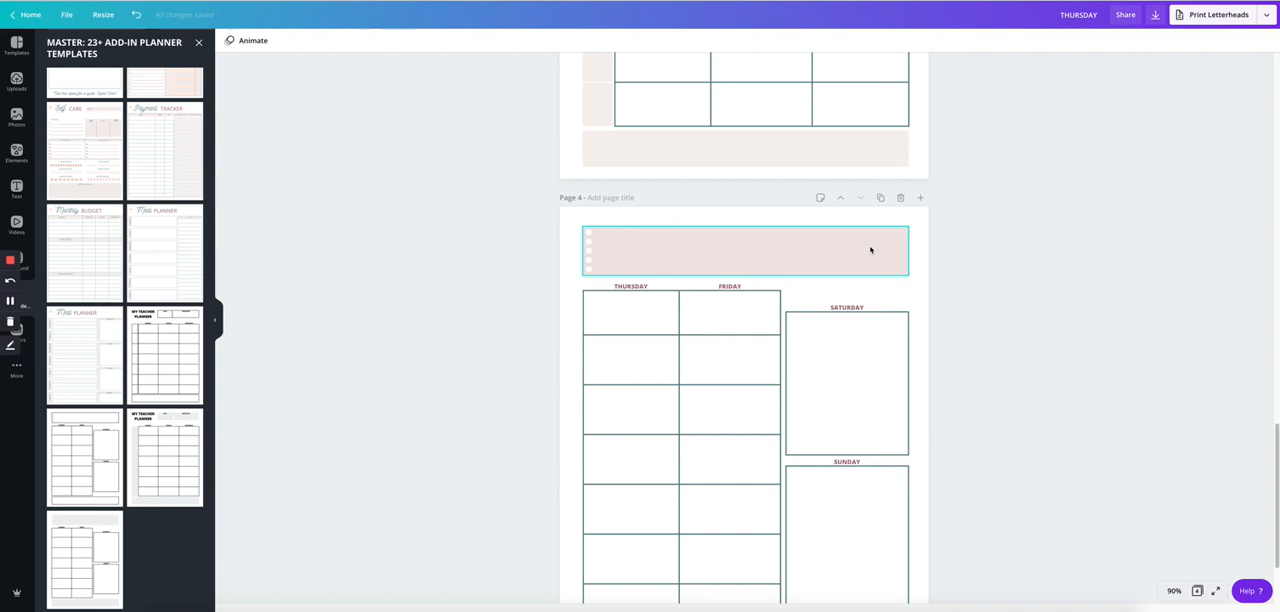 Home File Resize All changes saved THURSDAY Share Print Letterheads
Animate
MASTER: 23+ ADD-IN PLANNER
TEMPLATES
Templates
Uploads
Photos
Elements
Text
Videos
More
Self CARE
Payment TRACKER
Monthly BUDGET
Meal PLANNER
Meal PLANNER
MY TEACHER
PLANNER
MY TEACHER
PLANNER
Page 4 - Add page title
THURSDAY FRIDAY
SATURDAY
SUNDAY
90% 4 Help ?